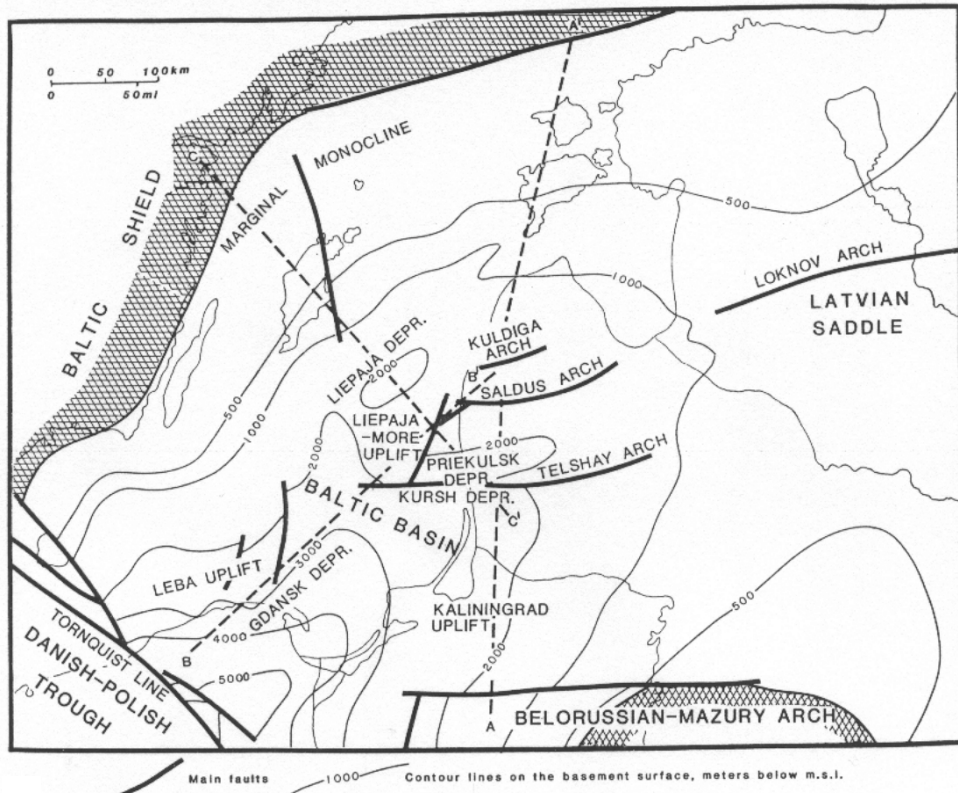 A'
0 50 100km
0 50ml
C
MONOCLINE
MARGINAL
BALTIC SHIELD
500
LOKNOV ARCH
1000
LATVIAN
SADDLE
KULDIGA
ARCH
LIEPAJA DEPR.
2000
B'
SALDUS ARCH
500
LIEPAJA
-MORE
UPLIFT
1000
2000
2000
PRIEKULSK
DEPR.
TELSHAY ARCH
KURSH DEPR.
BALTIC BASIN
C'
3000
LEBA UPLIFT
GDANSK DEPR.
500
KALININGRAD
UPLIFT
TORNQUIST LINE
DANISH-POLISH
TROUGH
4000
B
2000
5000
BELORUSSIAN-MAZURY ARCH
A
Main faults
1000
Contour lines on the basement surface, meters below m.s.l.